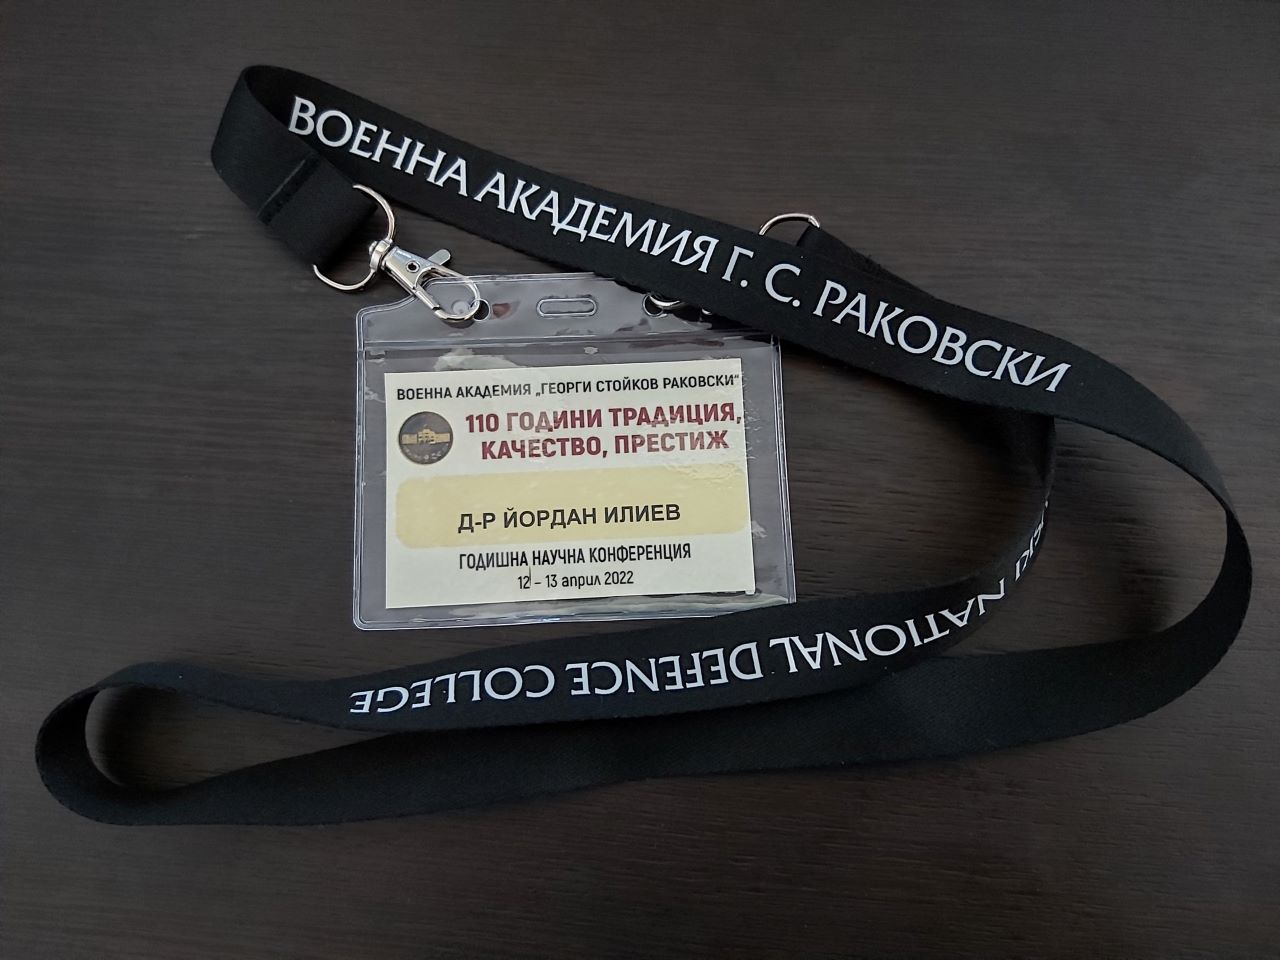 ВОЕННА АКАДЕМИЯ Г. С. РАКОВСКИ
ВОЕННА АКАДЕМИЯ „ГЕОРГИ СТОЙКОВ РАКОВСКИ“
110 ГОДИНИ ТРАДИЦИЯ,
КАЧЕСТВО, ПРЕСТИЖ
Д-Р ЙОРДАН ИЛИЕВ
ГОДИШНА НАУЧНА КОНФЕРЕНЦИЯ
12 – 13 април 2022
NATIONAL DEFENCE COLLEGE